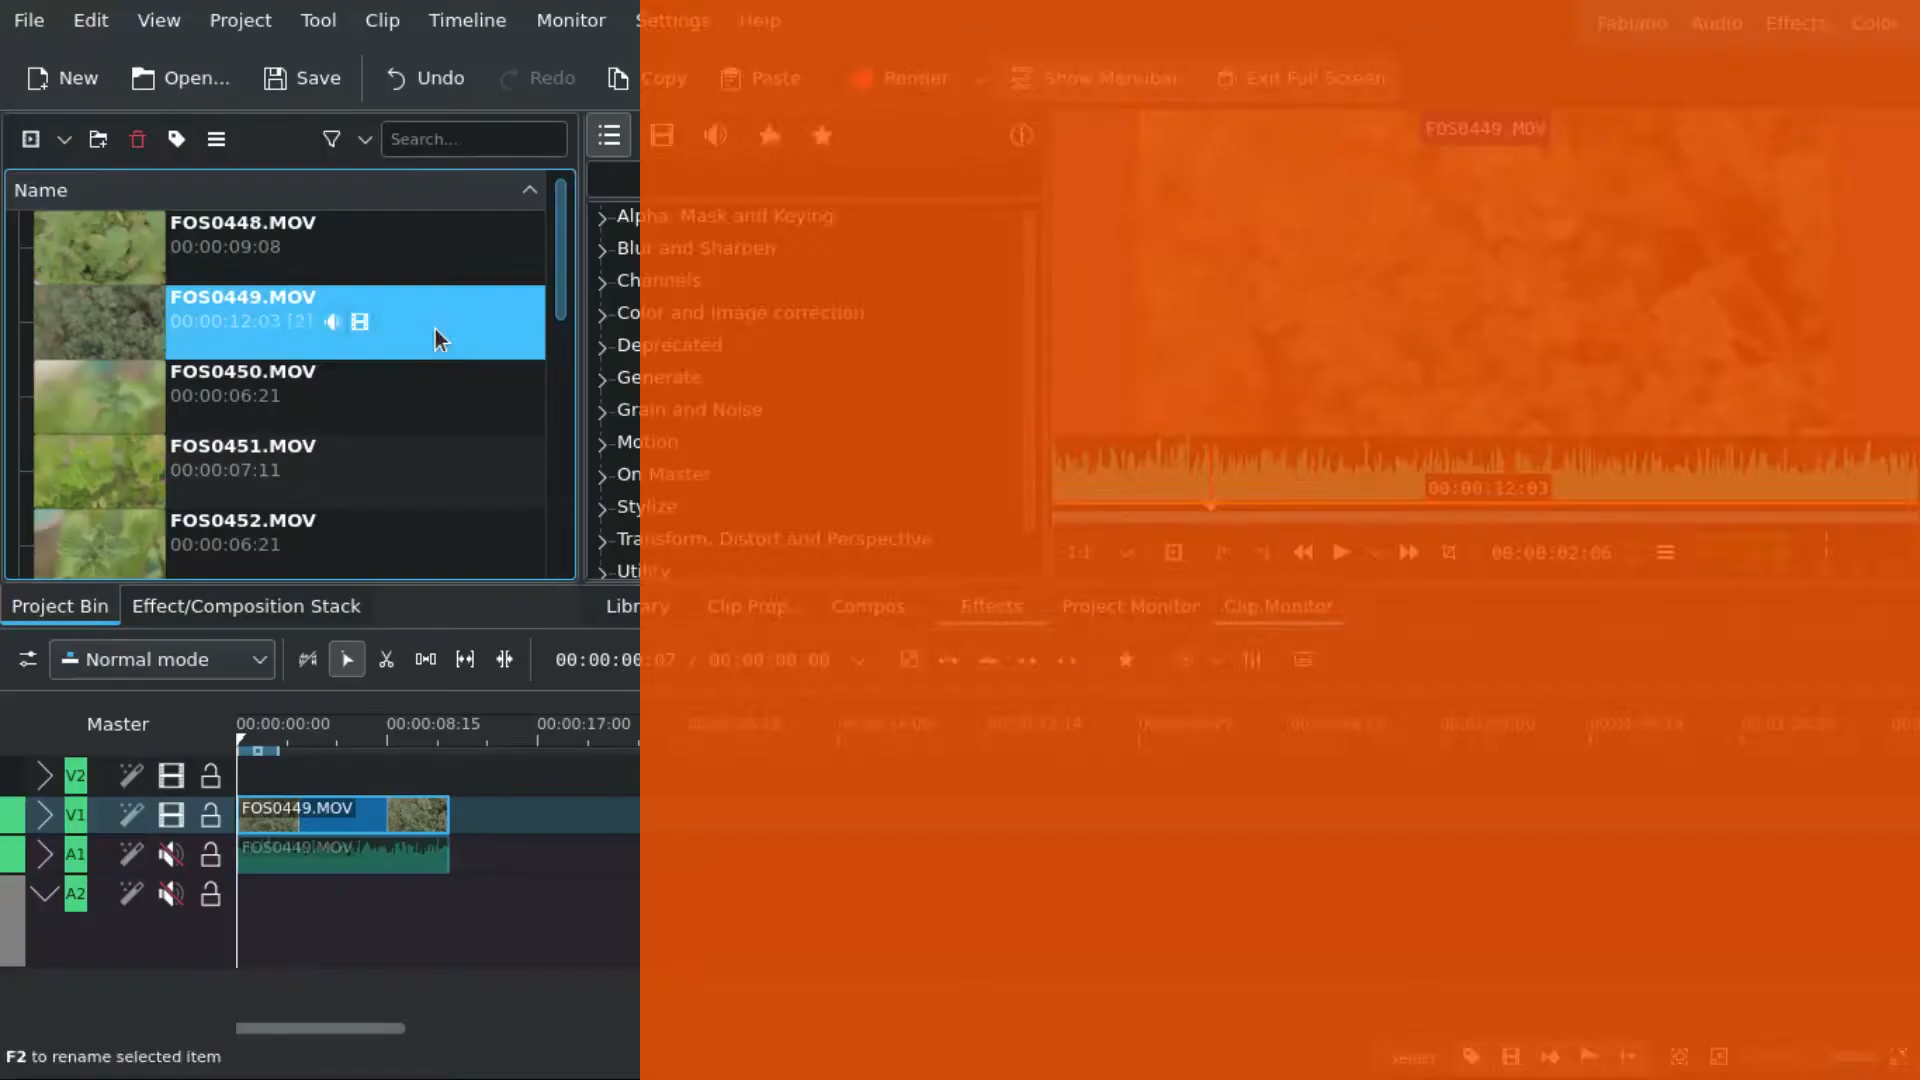 File Edit View Project Tool Clip Timeline Monitor Settings Help Fabiano Audio Effects Color
New Open... Save Undo Redo Copy Paste Render Show Menubar Exit Full Screen
Search...
FOS0449.MOV
Name
FOS0448.MOV
00:00:09:08
FOS0449.MOV
00:00:12:03 [2]
FOS0450.MOV
00:00:06:21
FOS0451.MOV
00:00:07:11
FOS0452.MOV
00:00:06:21
Alpha, Mask and Keying
Blur and Sharpen
Channels
Color and Image correction
Deprecated
Generate
Grain and Noise
Motion
On Master
Stylize
Transform, Distort and Perspective
Utility
00:00:12:03
1:1 00:00:02:06
Project Bin Effect/Composition Stack Library Clip Prop... Compos... Effects Project Monitor Clip Monitor
Normal mode 00:00:00:07 / 00:00:00:00
Master 00:00:00:00 00:00:08:15 00:00:17:00
V2
V1 FOS0449.MOV
A1 FOS0449.MOV
A2
F2 to rename selected item Select